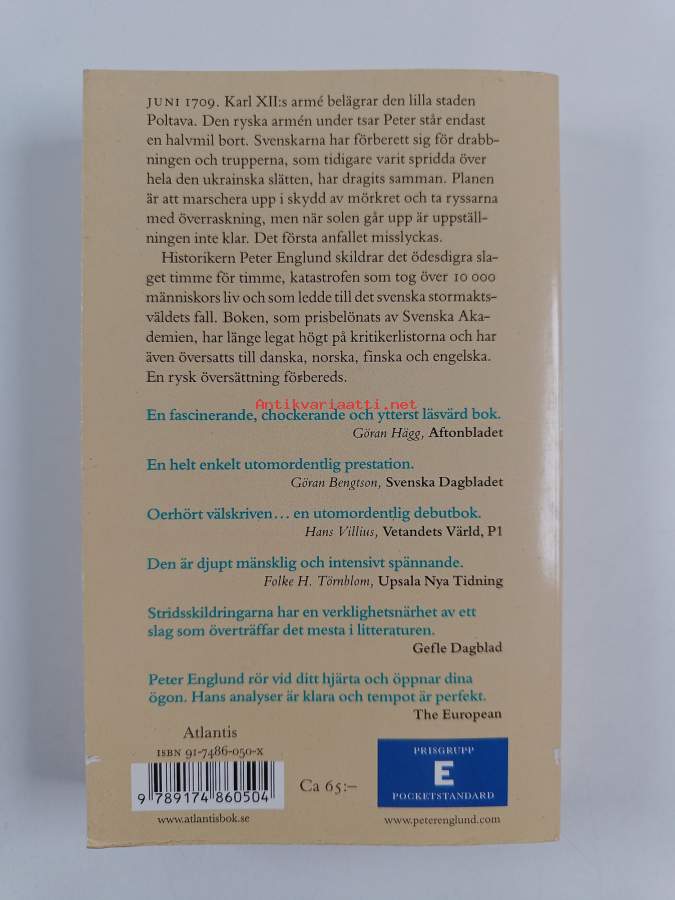 JUNI 1709. Karl XII:s armé belägrar den lilla staden
Poltava. Den ryska armén under tsar Peter står endast
en halvmil bort. Svenskarna har förberett sig för drabb-
ningen och trupperna, som tidigare varit spridda över
hela den ukrainska slätten, har dragits samman. Planen
är att marschera upp i skydd av mörkret och ta ryssarna
med överraskning, men när solen går upp är uppställ-
ningen inte klar. Det första anfallet misslyckas.
Historikern Peter Englund skildrar det ödesdigra sla-
get timme för timme, katastrofen som tog över 10 000
människors liv och som ledde till det svenska stormakts-
väldets fall. Boken, som prisbelönats av Svenska Aka-
demien, har länge legat högt på kritikerlistorna och har
även översatts till danska, norska, finska och engelska.
En rysk översättning förbereds.
Antikvariaatti.net
En fascinerande, chockerande och ytterst läsvärd bok.
Göran Hägg, Aftonbladet
En helt enkelt utomordentlig prestation.
Göran Bengtson, Svenska Dagbladet
Oerhört välskriven... en utomordentlig debutbok.
Hans Villius, Vetandets Värld, P1
Den är djupt mänsklig och intensivt spännande.
Folke H. Törnblom, Upsala Nya Tidning
Stridsskildringarna har en verklighetsnärhet av ett
slag som överträffar det mesta i litteraturen.
Gefle Dagblad
Peter Englund rör vid ditt hjärta och öppnar dina
ögon. Hans analyser är klara och tempot är perfekt.
The European
Atlantis
ISBN 91-7486-050-X
9 789174 860504
www.atlantisbok.se
Ca 65:–
PRISGRUPP
E
POCKETSTANDARD
www.peterenglund.com